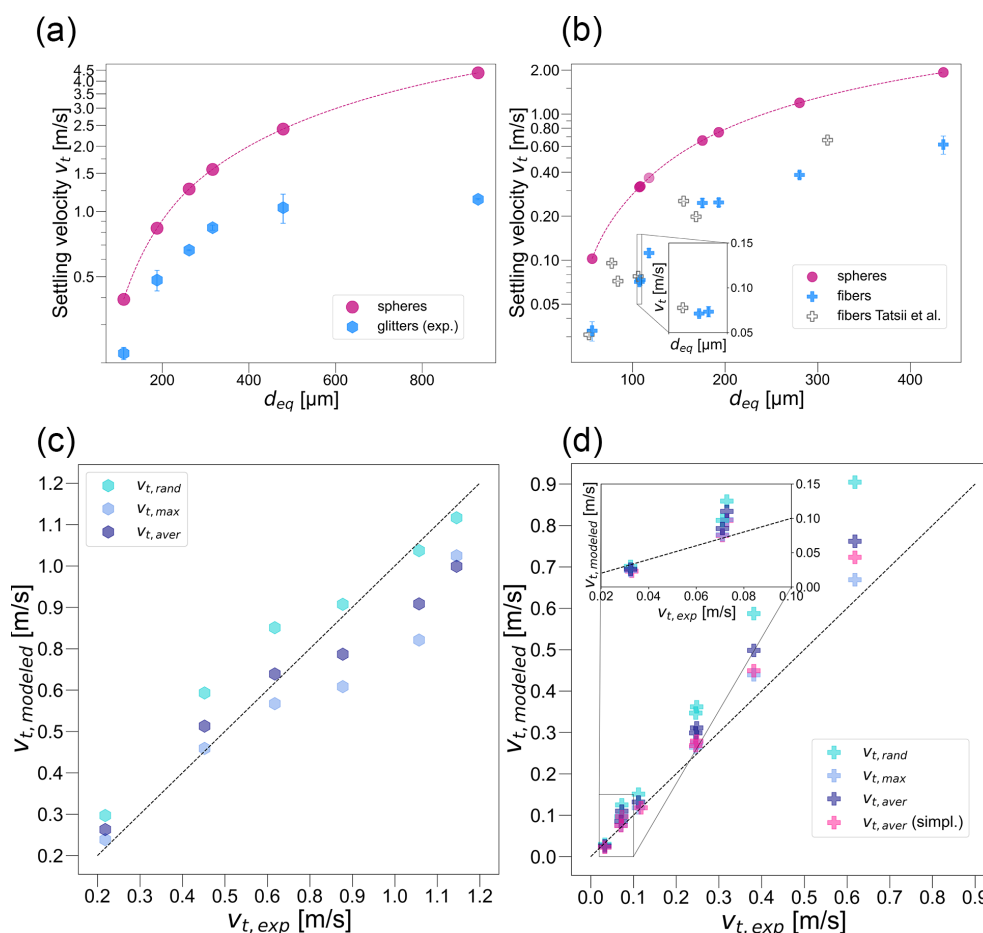 (a)
Settling velocity v_t [m/s]
4.5
4.0
3.5
3.0
2.5
2.0
1.5
1.0
0.5
spheres
glitters (exp.)
200 400 600 800
d_eq [µm]
(b)
Settling velocity v_t [m/s]
2.00
1.00
0.80
0.60
0.40
0.20
0.10
0.05
v_t [m/s]
0.15
0.10
0.05
d_eq [µm]
spheres
fibers
fibers Tatsii et al.
100 200 300 400
d_eq [µm]
(c)
v_t,modeled [m/s]
1.2
1.1
1.0
0.9
0.8
0.7
0.6
0.5
0.4
0.3
0.2
v_t,rand
v_t,max
v_t,aver
0.2 0.3 0.4 0.5 0.6 0.7 0.8 0.9 1.0 1.1 1.2
v_t,exp [m/s]
(d)
v_t,modeled [m/s]
0.9
0.8
0.7
0.6
0.5
0.4
0.3
0.2
0.1
0.0
v_t,modeled [m/s]
0.15
0.10
0.05
0.00
0.02 0.04 0.06 0.08 0.10
v_t,exp [m/s]
v_t,rand
v_t,max
v_t,aver
v_t,aver (simpl.)
0.0 0.1 0.2 0.3 0.4 0.5 0.6 0.7 0.8 0.9
v_t,exp [m/s]